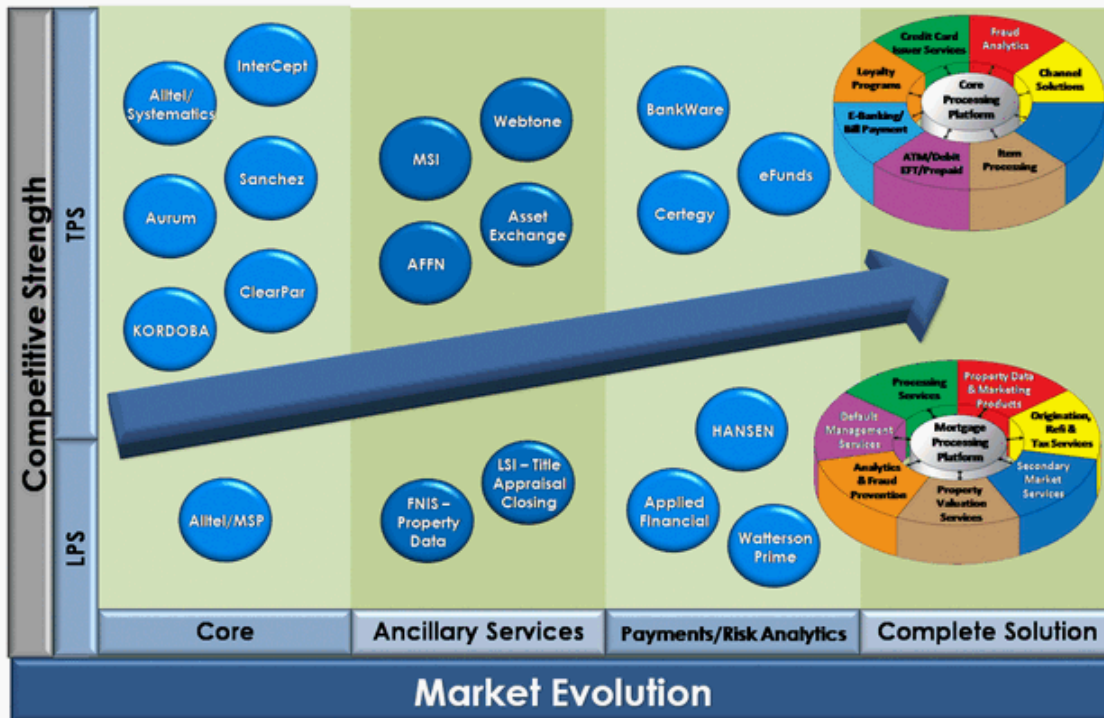 Competitive Strength
TPS
LPS
Alltel/
Systematics
InterCept
Aurum
Sanchez
KORDOBA
ClearPar
MSI
Webtone
AFFN
Asset
Exchange
BankWare
eFunds
Certegy
Credit Card
Issuer Services
Fraud
Analytics
Loyalty
Programs
Channel
Solutions
Core
Processing
Platform
E-Banking/
Bill Payment
ATM/Debit
EFT/Prepaid
Item
Processing
Alltel/MSP
FNIS –
Property
Data
LSI – Title
Appraisal
Closing
HANSEN
Applied
Financial
Watterson
Prime
Processing
Services
Property Data
& Marketing
Products
Default
Management
Services
Origination,
Refi &
Tax Services
Mortgage
Processing
Platform
Analytics
& Fraud
Prevention
Property
Valuation
Services
Secondary
Market
Services
Core
Ancillary Services
Payments/Risk Analytics
Complete Solution
Market Evolution